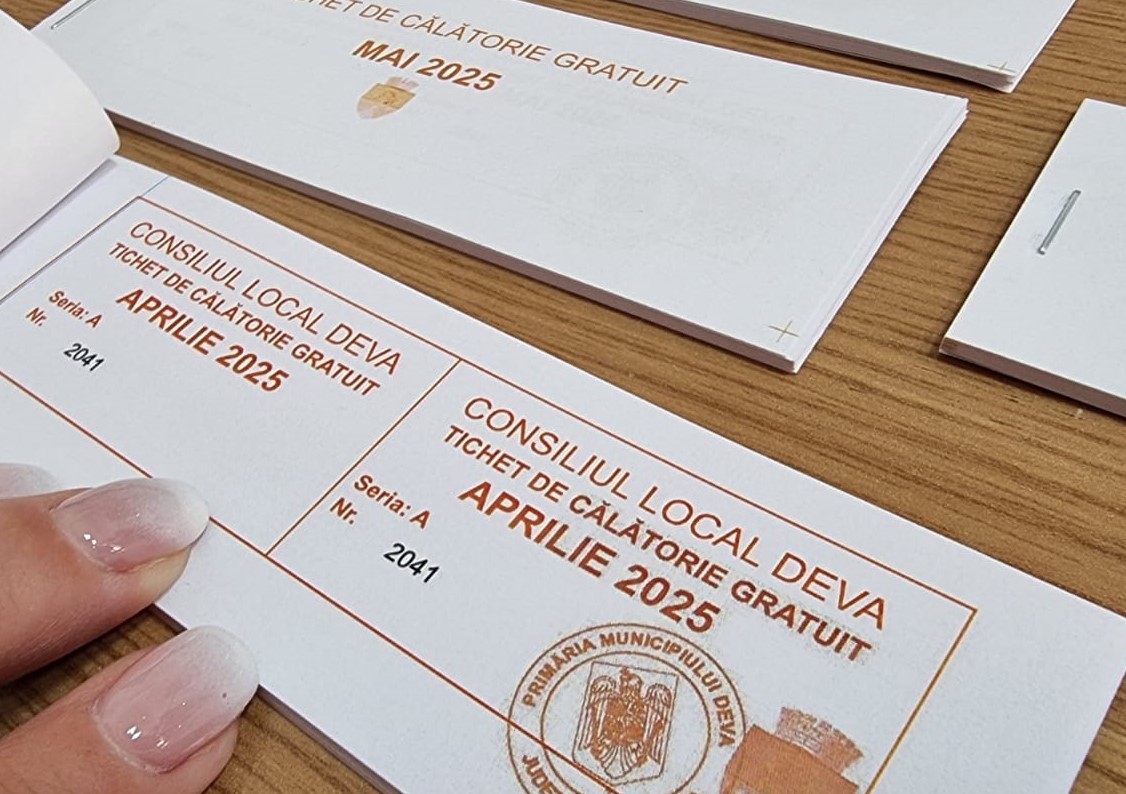 DE CĂLĂTORIE GRATUIT
MAI 2025
CONSILIUL LOCAL DEVA
TICHET DE CĂLĂTORIE GRATUIT
APRILIE 2025
Seria: A
Nr.
2041
CONSILIUL LOCAL DEVA
TICHET DE CĂLĂTORIE GRATUIT
APRILIE 2025
Seria: A
Nr.
2041
PRIMĂRIA MUNICIPIULUI DEVA